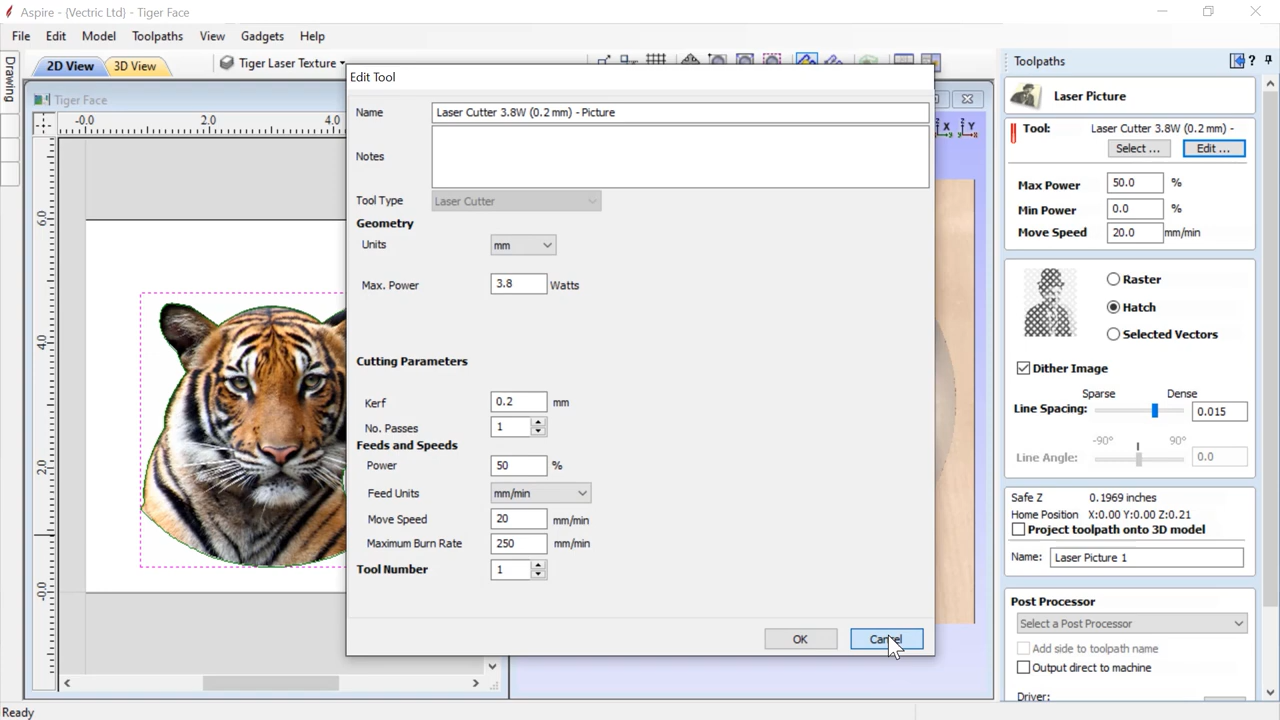 Aspire - {Vectric Ltd} - Tiger Face
File Edit Model Toolpaths View Gadgets Help
2D View 3D View Tiger Laser Texture
Drawing
Tiger Face
-0.0 2.0 4.0
6.0
4.0
2.0
-0.0
X Y
Edit Tool
Name Laser Cutter 3.8W (0.2 mm) - Picture
Notes
Tool Type Laser Cutter
Geometry
Units mm
Max. Power 3.8 Watts
Cutting Parameters
Kerf 0.2 mm
No. Passes 1
Feeds and Speeds
Power 50 %
Feed Units mm/min
Move Speed 20 mm/min
Maximum Burn Rate 250 mm/min
Tool Number 1
OK Cancel
Toolpaths ?
Laser Picture
Tool: Laser Cutter 3.8W (0.2 mm) -
Select ... Edit ...
Max Power 50.0 %
Min Power 0.0 %
Move Speed 20.0 mm/min
Raster
Hatch
Selected Vectors
Dither Image
Sparse Dense
Line Spacing: 0.015
-90° 90°
Line Angle: 0.0
Safe Z 0.1969 inches
Home Position X:0.00 Y:0.00 Z:0.21
Project toolpath onto 3D model
Name: Laser Picture 1
Post Processor
Select a Post Processor
Add side to toolpath name
Output direct to machine
Driver:
Ready